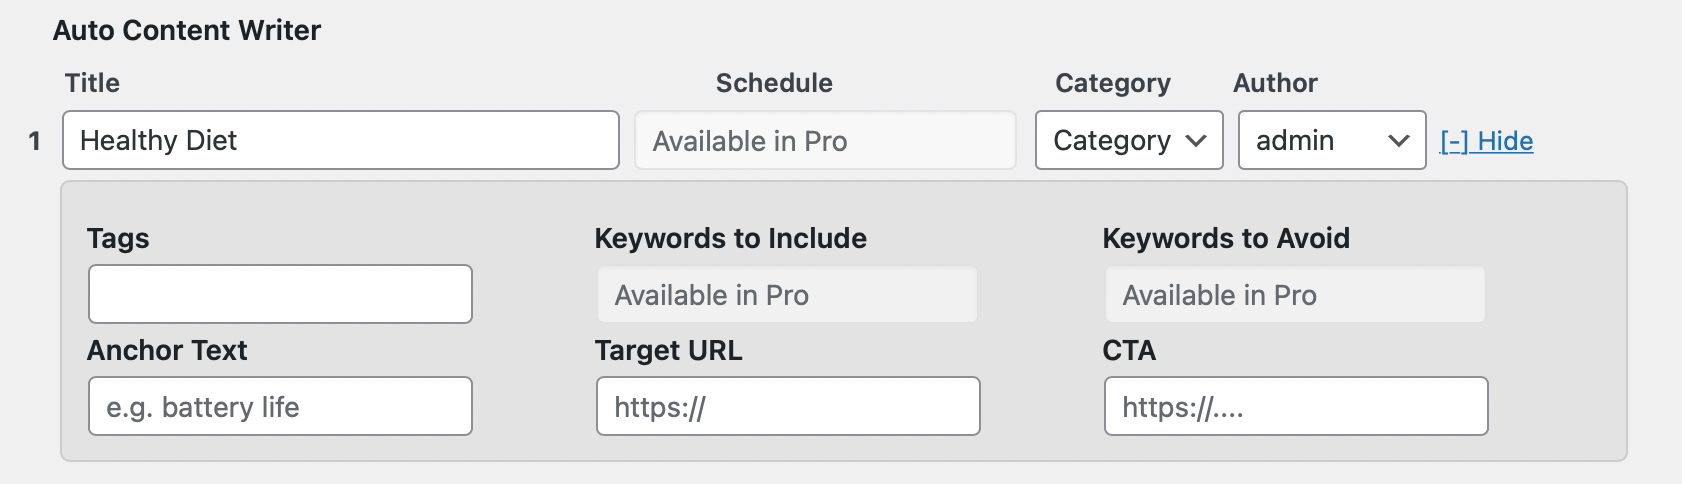 Auto Content Writer
Title Schedule Category Author
1 Healthy Diet Available in Pro Category admin [-] Hide
Tags Keywords to Include Keywords to Avoid
Available in Pro Available in Pro
Anchor Text Target URL CTA
e.g. battery life https:// https://....